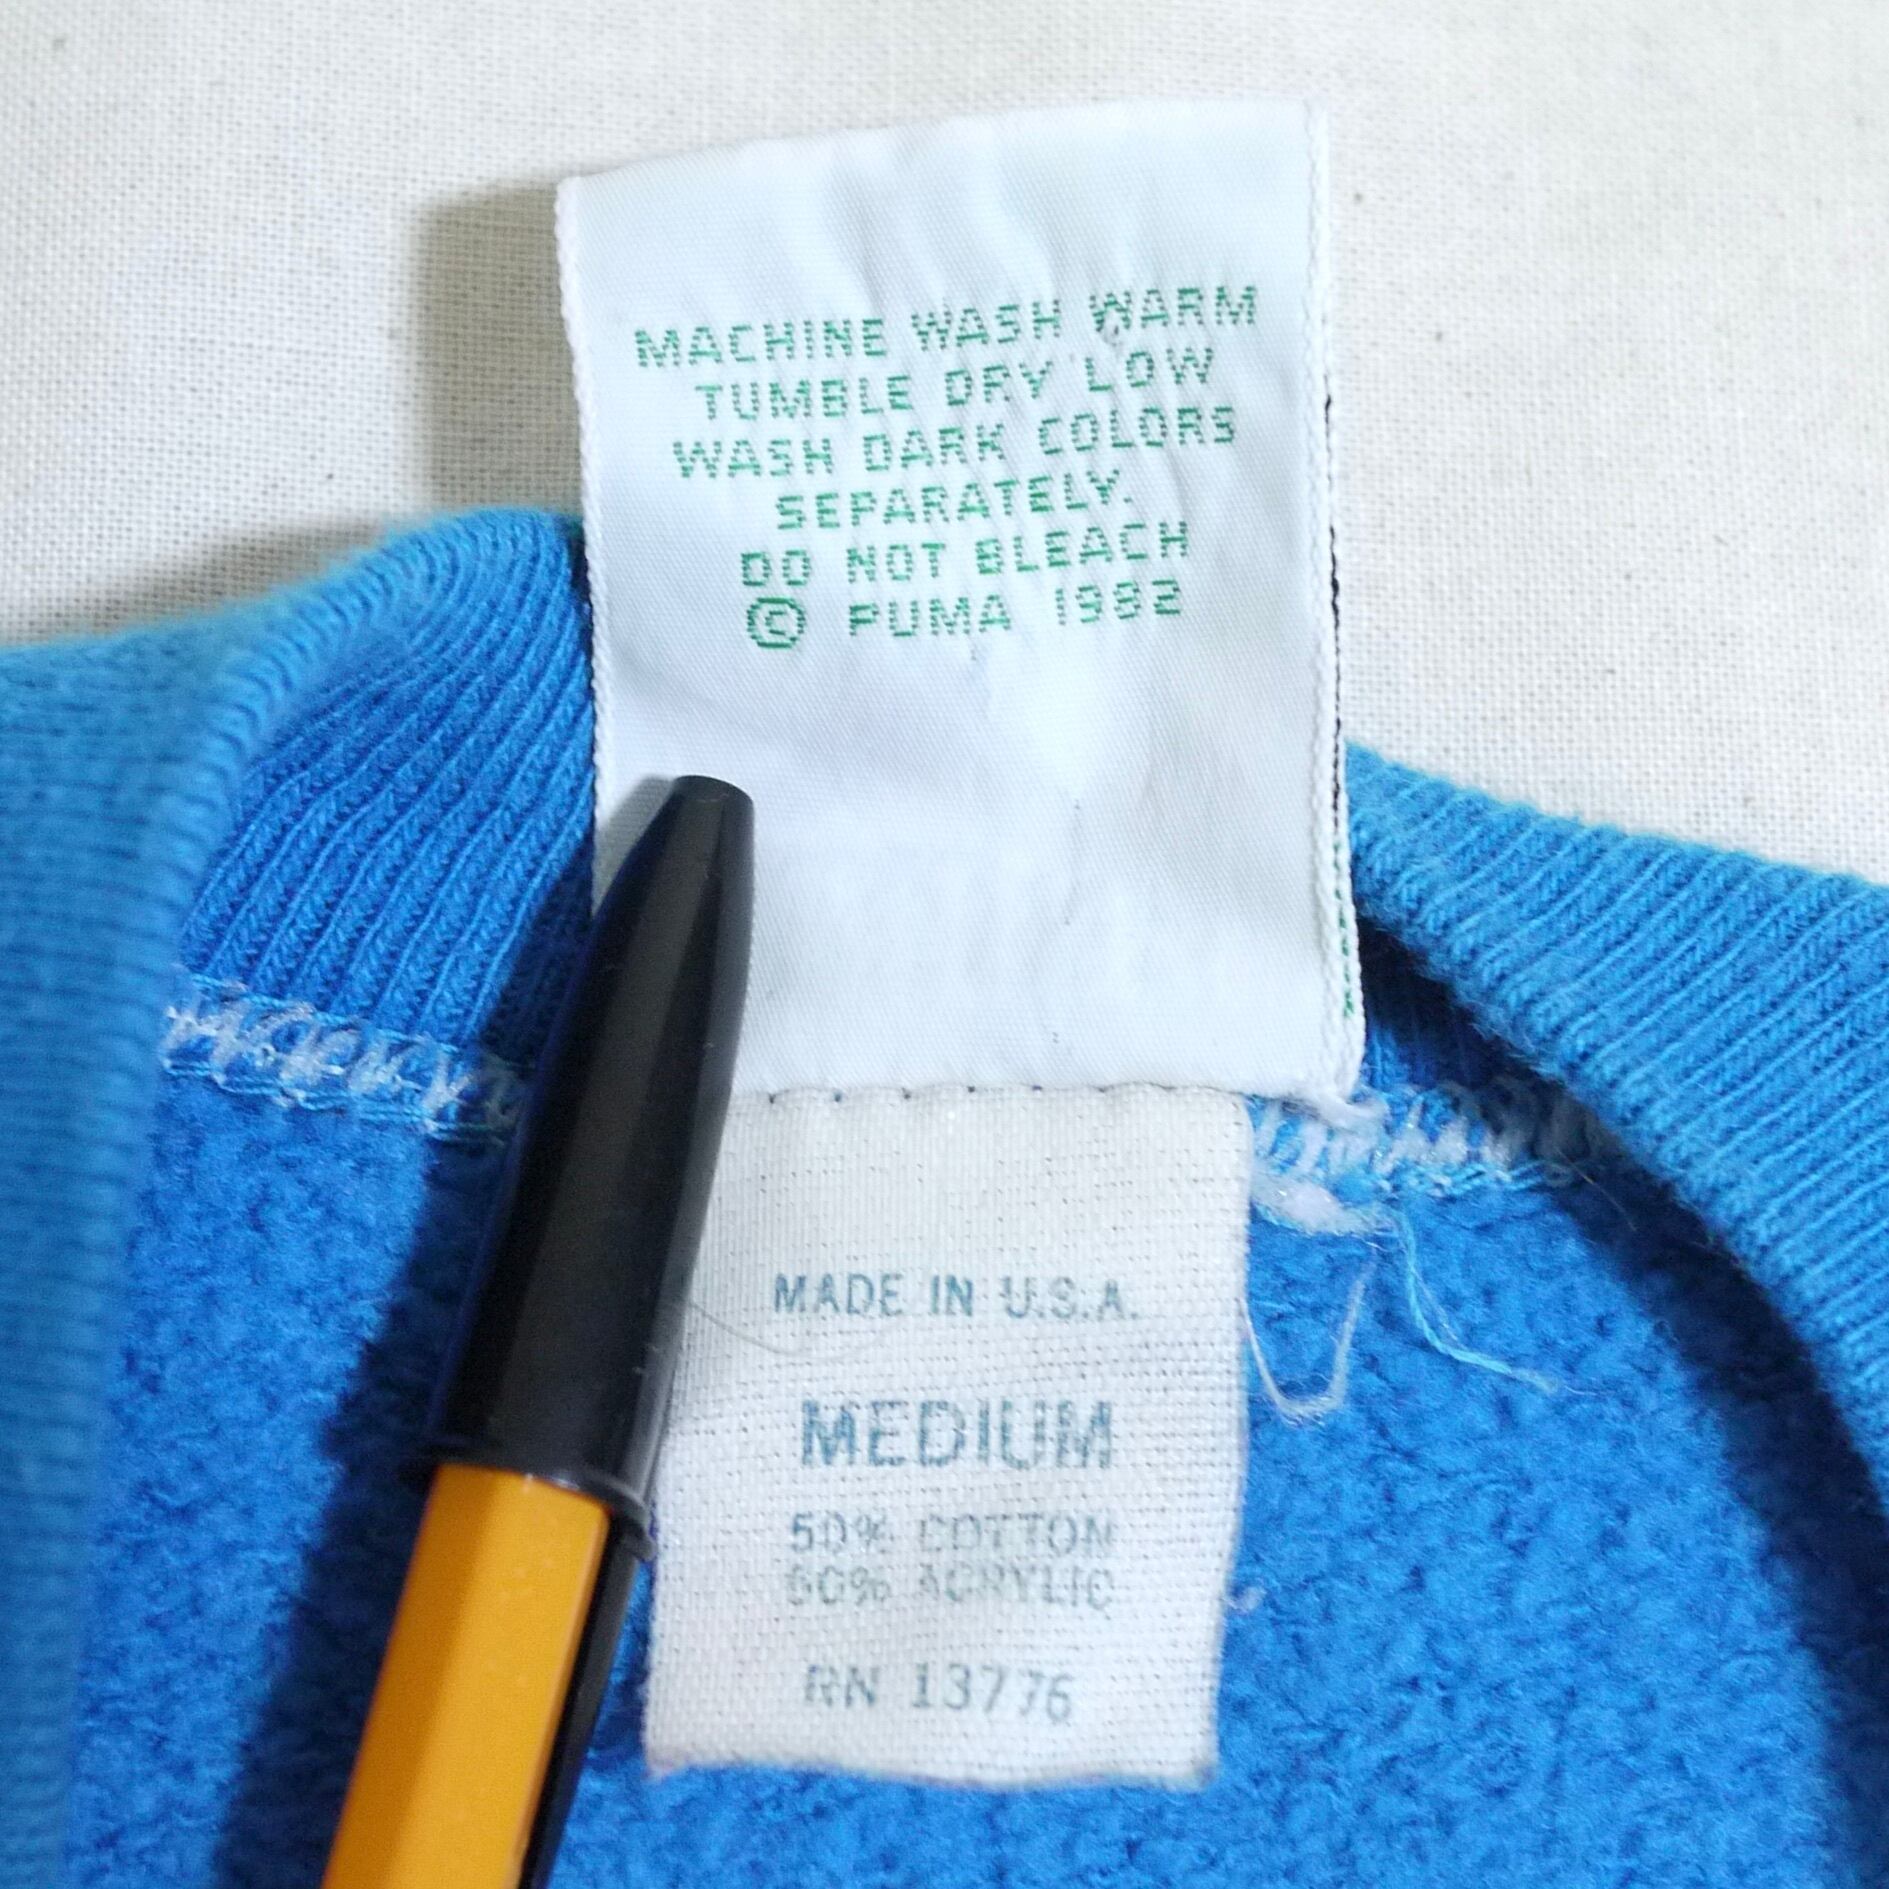 MACHINE WASH WARM
TUMBLE DRY LOW
WASH DARK COLORS
SEPARATELY.
DO NOT BLEACH
© PUMA 1982
MADE IN U.S.A.
MEDIUM
50% COTTON
50% ACRYLIC
RN 13776